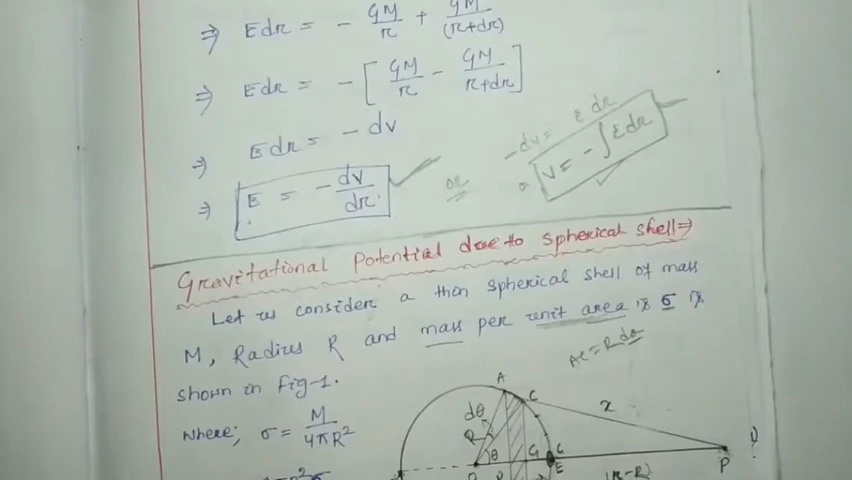 ⇒ Edr = - GM/r + GM/(r+dr)
⇒ Edr = - [ GM/r - GM/r+dr ]
⇒ Edr = - dv
-dv = E dr
⇒ E = - dv/dr
or
or V = - ∫ Edr
Gravitational Potential due to Spherical shell ⇒
Let us consider a thin spherical shell of mass
M, Radius R and mass per unit area is σ is
shown in Fig-1.
AC = R dθ
where; σ = M/4πR²
A
C
dθ
R
x
θ
G
C
E
P
(r-R)